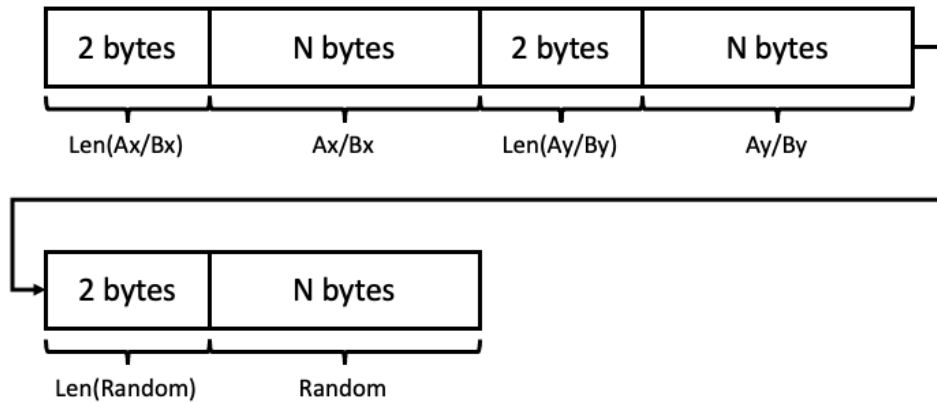 2 bytes N bytes 2 bytes N bytes
Len(Ax/Bx) Ax/Bx Len(Ay/By) Ay/By
2 bytes N bytes
Len(Random) Random